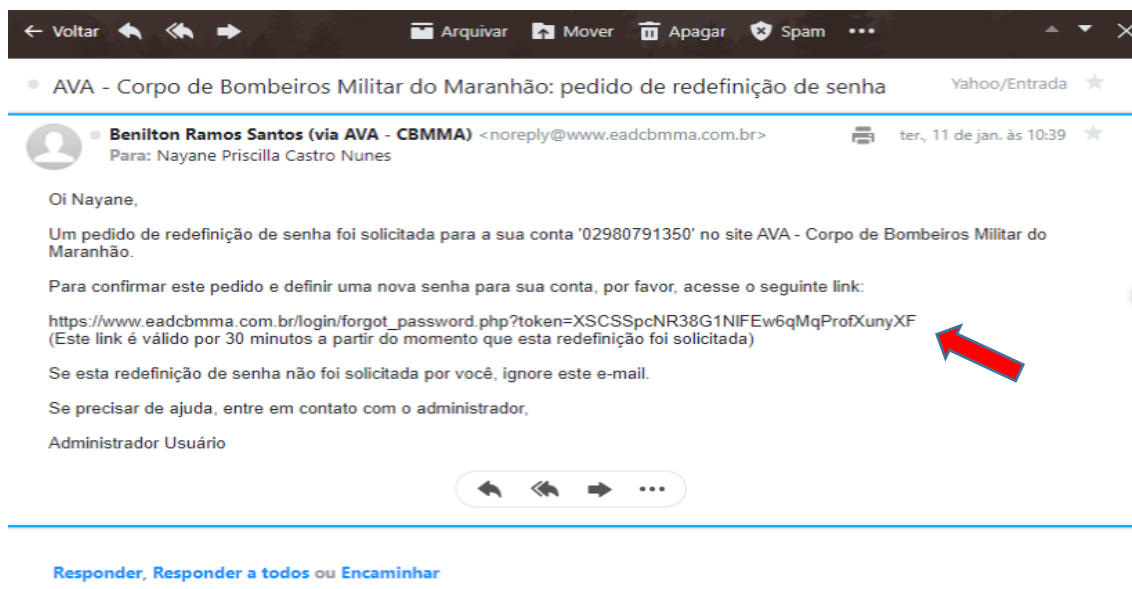 Voltar Arquivar Mover Apagar Spam
AVA - Corpo de Bombeiros Militar do Maranhão: pedido de redefinição de senha Yahoo/Entrada
Benilton Ramos Santos (via AVA - CBMMA) <noreply@www.eadcbmma.com.br> ter., 11 de jan. às 10:39
Para: Nayane Priscilla Castro Nunes
Oi Nayane,
Um pedido de redefinição de senha foi solicitada para a sua conta '02980791350' no site AVA - Corpo de Bombeiros Militar do
Maranhão.
Para confirmar este pedido e definir uma nova senha para sua conta, por favor, acesse o seguinte link:
https://www.eadcbmma.com.br/login/forgot_password.php?token=XSCSSpcNR38G1NIFEw6qMqProfXunyXF
(Este link é válido por 30 minutos a partir do momento que esta redefinição foi solicitada)
Se esta redefinição de senha não foi solicitada por você, ignore este e-mail.
Se precisar de ajuda, entre em contato com o administrador,
Administrador Usuário
Responder, Responder a todos ou Encaminhar